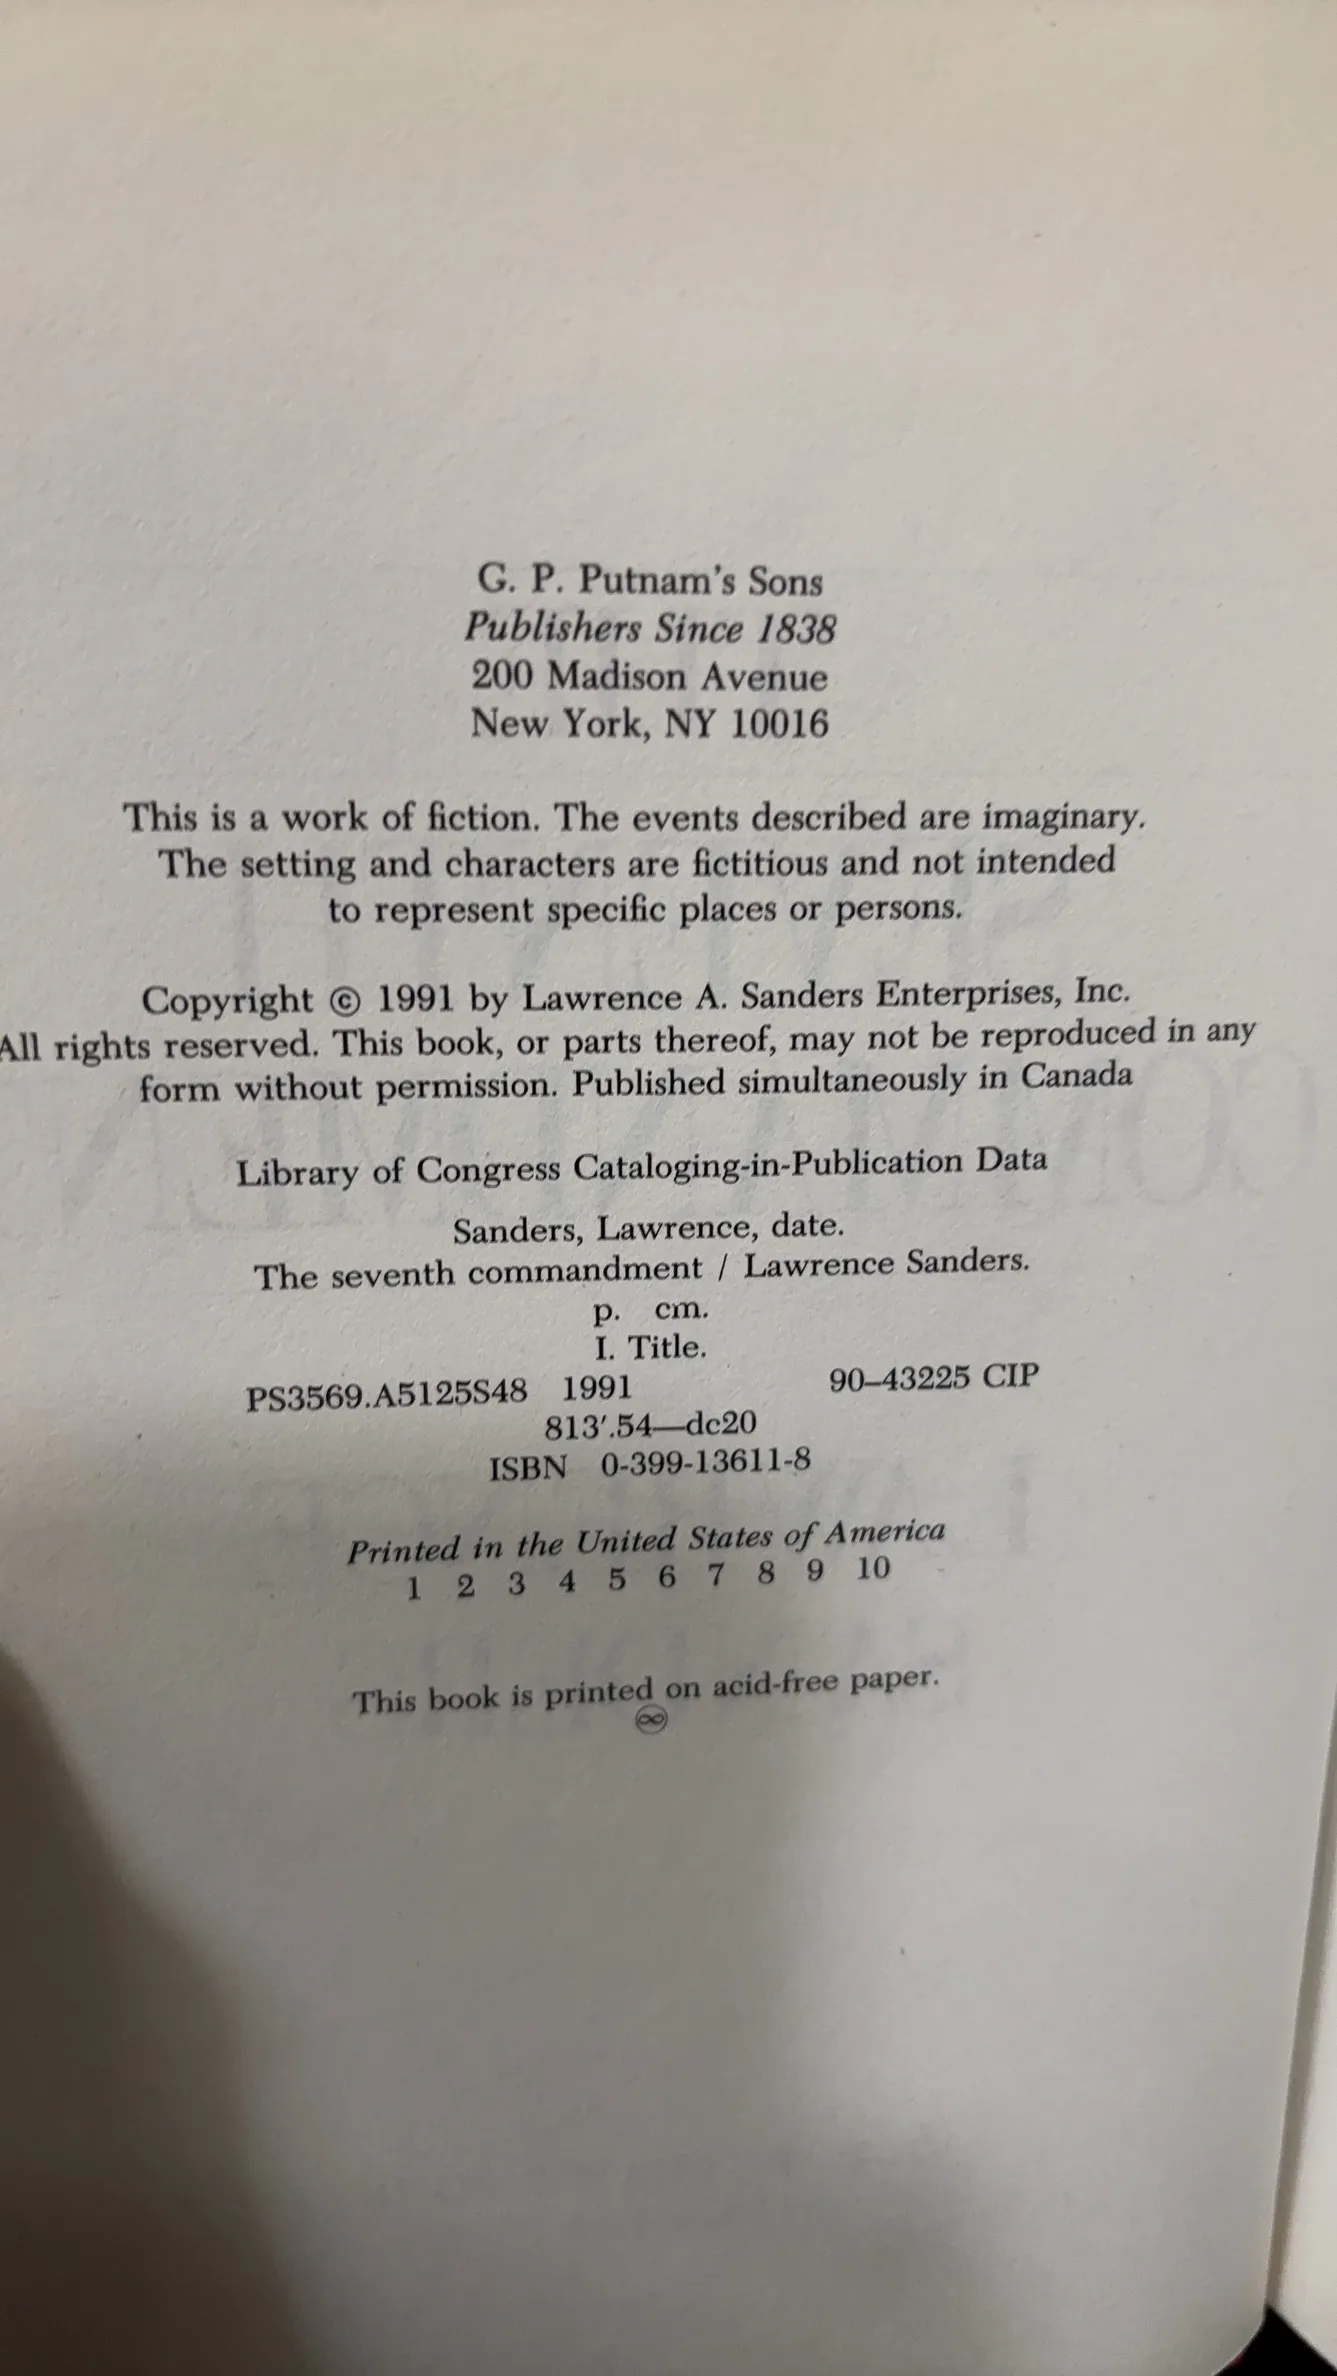 G. P. Putnam's Sons
Publishers Since 1838
200 Madison Avenue
New York, NY 10016
This is a work of fiction. The events described are imaginary.
The setting and characters are fictitious and not intended
to represent specific places or persons.
Copyright © 1991 by Lawrence A. Sanders Enterprises, Inc.
All rights reserved. This book, or parts thereof, may not be reproduced in any
form without permission. Published simultaneously in Canada
Library of Congress Cataloging-in-Publication Data
Sanders, Lawrence, date.
The seventh commandment / Lawrence Sanders.
p. cm.
I. Title.
PS3569.A5125S48 1991 90–43225 CIP
813′.54—dc20
ISBN 0-399-13611-8
Printed in the United States of America
1 2 3 4 5 6 7 8 9 10
This book is printed on acid-free paper.
♾